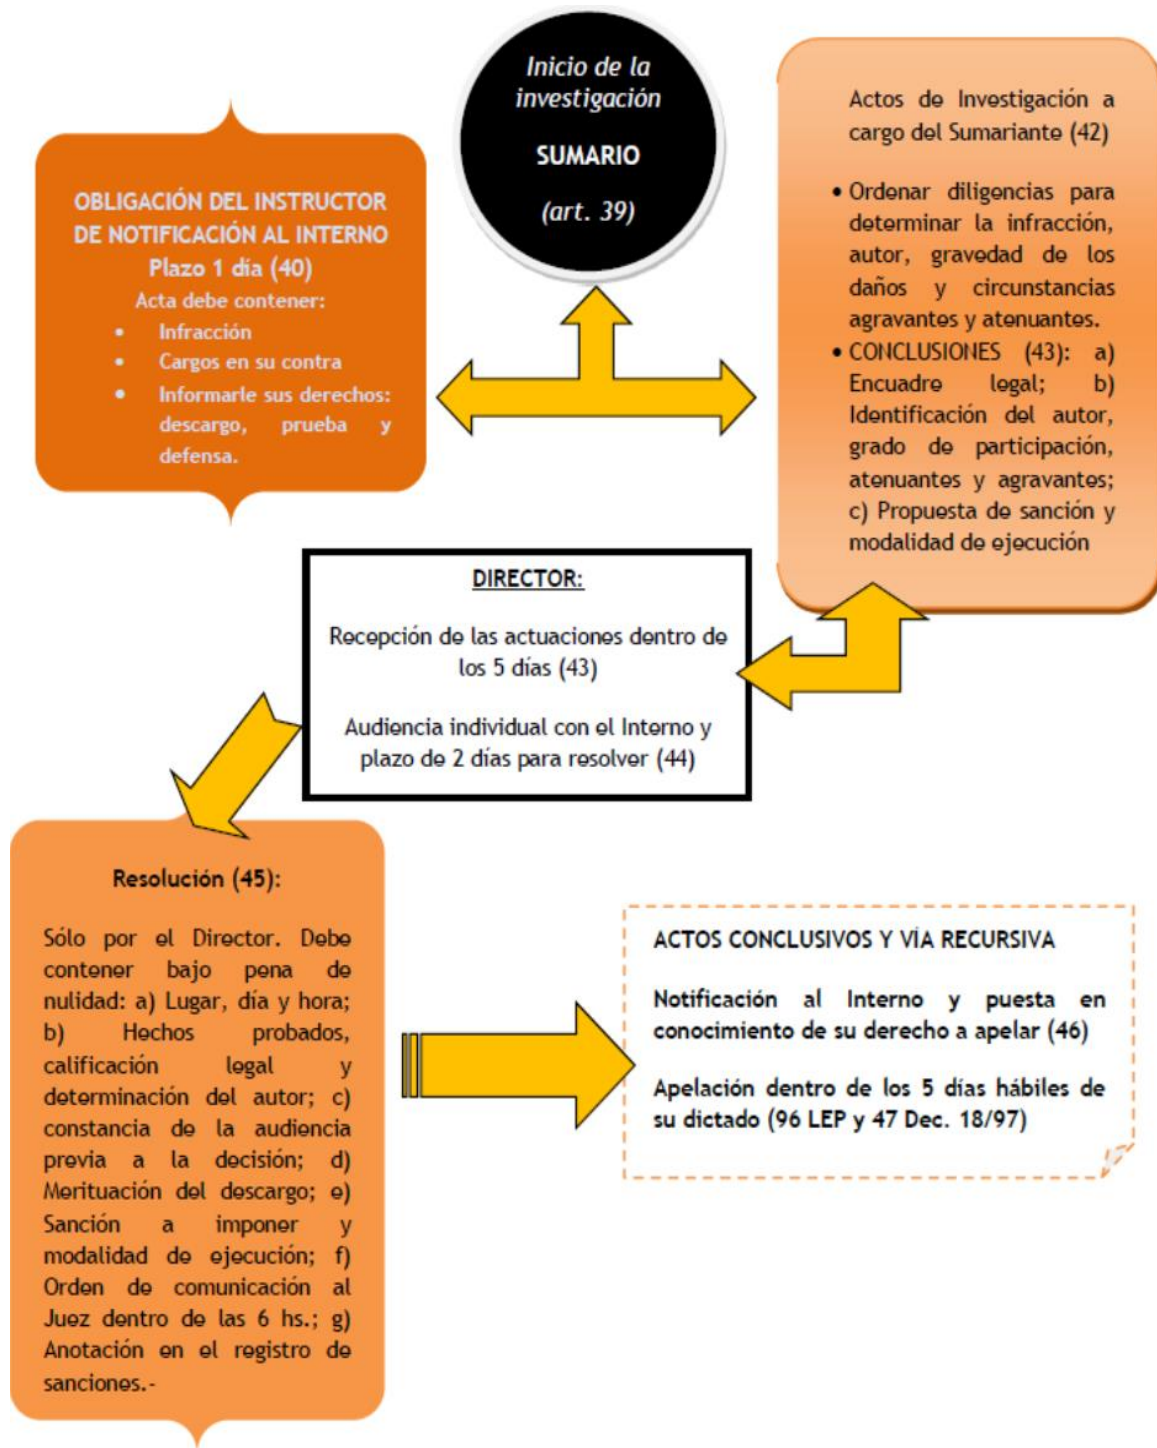 Inicio de la
investigación
SUMARIO
(art. 39)
OBLIGACIÓN DEL INSTRUCTOR
DE NOTIFICACIÓN AL INTERNO
Plazo 1 día (40)
Acta debe contener:
• Infracción
• Cargos en su contra
• Informarle sus derechos:
descargo, prueba y
defensa.
Actos de Investigación a
cargo del Sumariante (42)
• Ordenar diligencias para
determinar la infracción,
autor, gravedad de los
daños y circunstancias
agravantes y atenuantes.
• CONCLUSIONES (43): a)
Encuadre legal; b)
Identificación del autor,
grado de participación,
atenuantes y agravantes;
c) Propuesta de sanción y
modalidad de ejecución
DIRECTOR:
Recepción de las actuaciones dentro de
los 5 días (43)
Audiencia individual con el Interno y
plazo de 2 días para resolver (44)
Resolución (45):
Sólo por el Director. Debe
contener bajo pena de
nulidad: a) Lugar, día y hora;
b) Hechos probados,
calificación legal y
determinación del autor; c)
constancia de la audiencia
previa a la decisión; d)
Merituación del descargo; e)
Sanción a imponer y
modalidad de ejecución; f)
Orden de comunicación al
Juez dentro de las 6 hs.; g)
Anotación en el registro de
sanciones.-
ACTOS CONCLUSIVOS Y VÍA RECURSIVA
Notificación al Interno y puesta en
conocimiento de su derecho a apelar (46)
Apelación dentro de los 5 días hábiles de
su dictado (96 LEP y 47 Dec. 18/97)